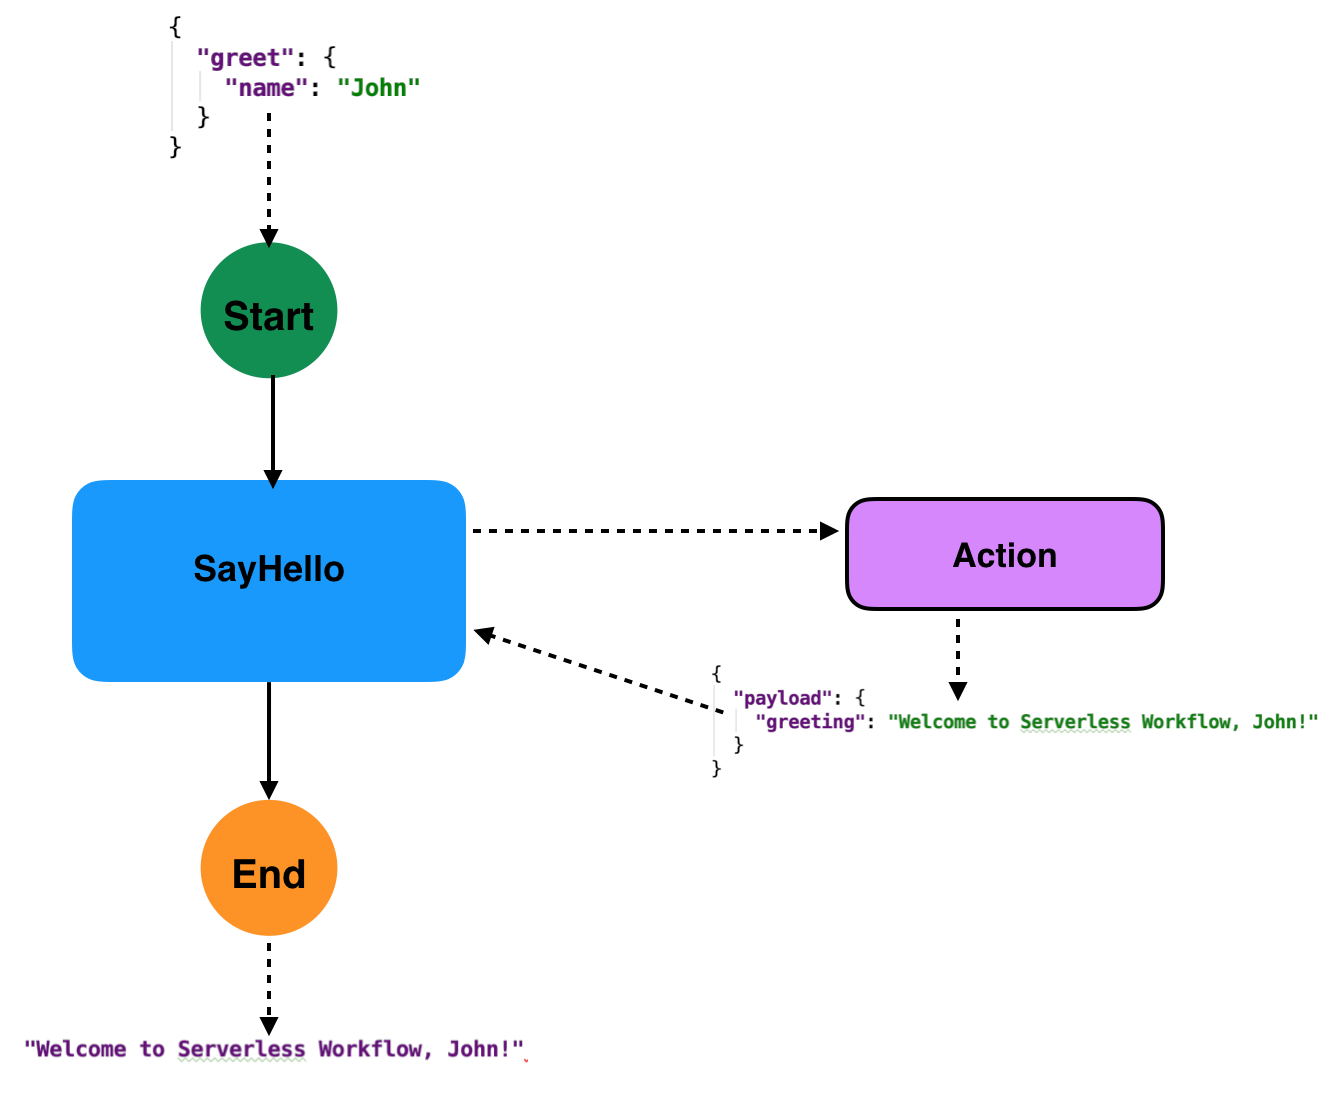 {
"greet": {
"name": "John"
}
}
Start
SayHello
Action
{
"payload": {
"greeting": "Welcome to Serverless Workflow, John!"
}
}
End
"Welcome to Serverless Workflow, John!"